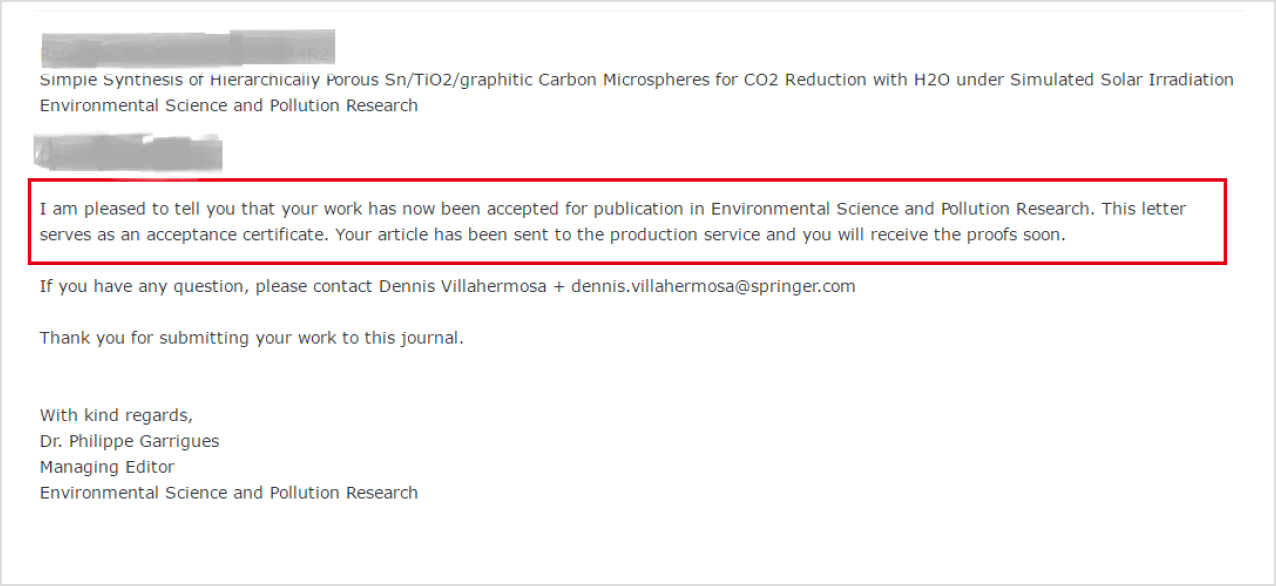 Simple Synthesis of Hierarchically Porous Sn/TiO2/graphitic Carbon Microspheres for CO2 Reduction with H2O under Simulated Solar Irradiation
Environmental Science and Pollution Research
I am pleased to tell you that your work has now been accepted for publication in Environmental Science and Pollution Research. This letter
serves as an acceptance certificate. Your article has been sent to the production service and you will receive the proofs soon.
If you have any question, please contact Dennis Villahermosa + dennis.villahermosa@springer.com
Thank you for submitting your work to this journal.
With kind regards,
Dr. Philippe Garrigues
Managing Editor
Environmental Science and Pollution Research